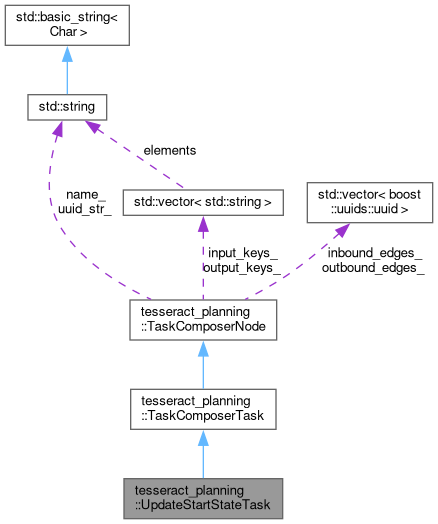 std::basic_string<
Char >
std::string
elements
name_
uuid_str_
std::vector< std::string >
std::vector< boost
::uuids::uuid >
input_keys_
output_keys_
inbound_edges_
outbound_edges_
tesseract_planning
::TaskComposerNode
tesseract_planning
::TaskComposerTask
tesseract_planning
::UpdateStartStateTask